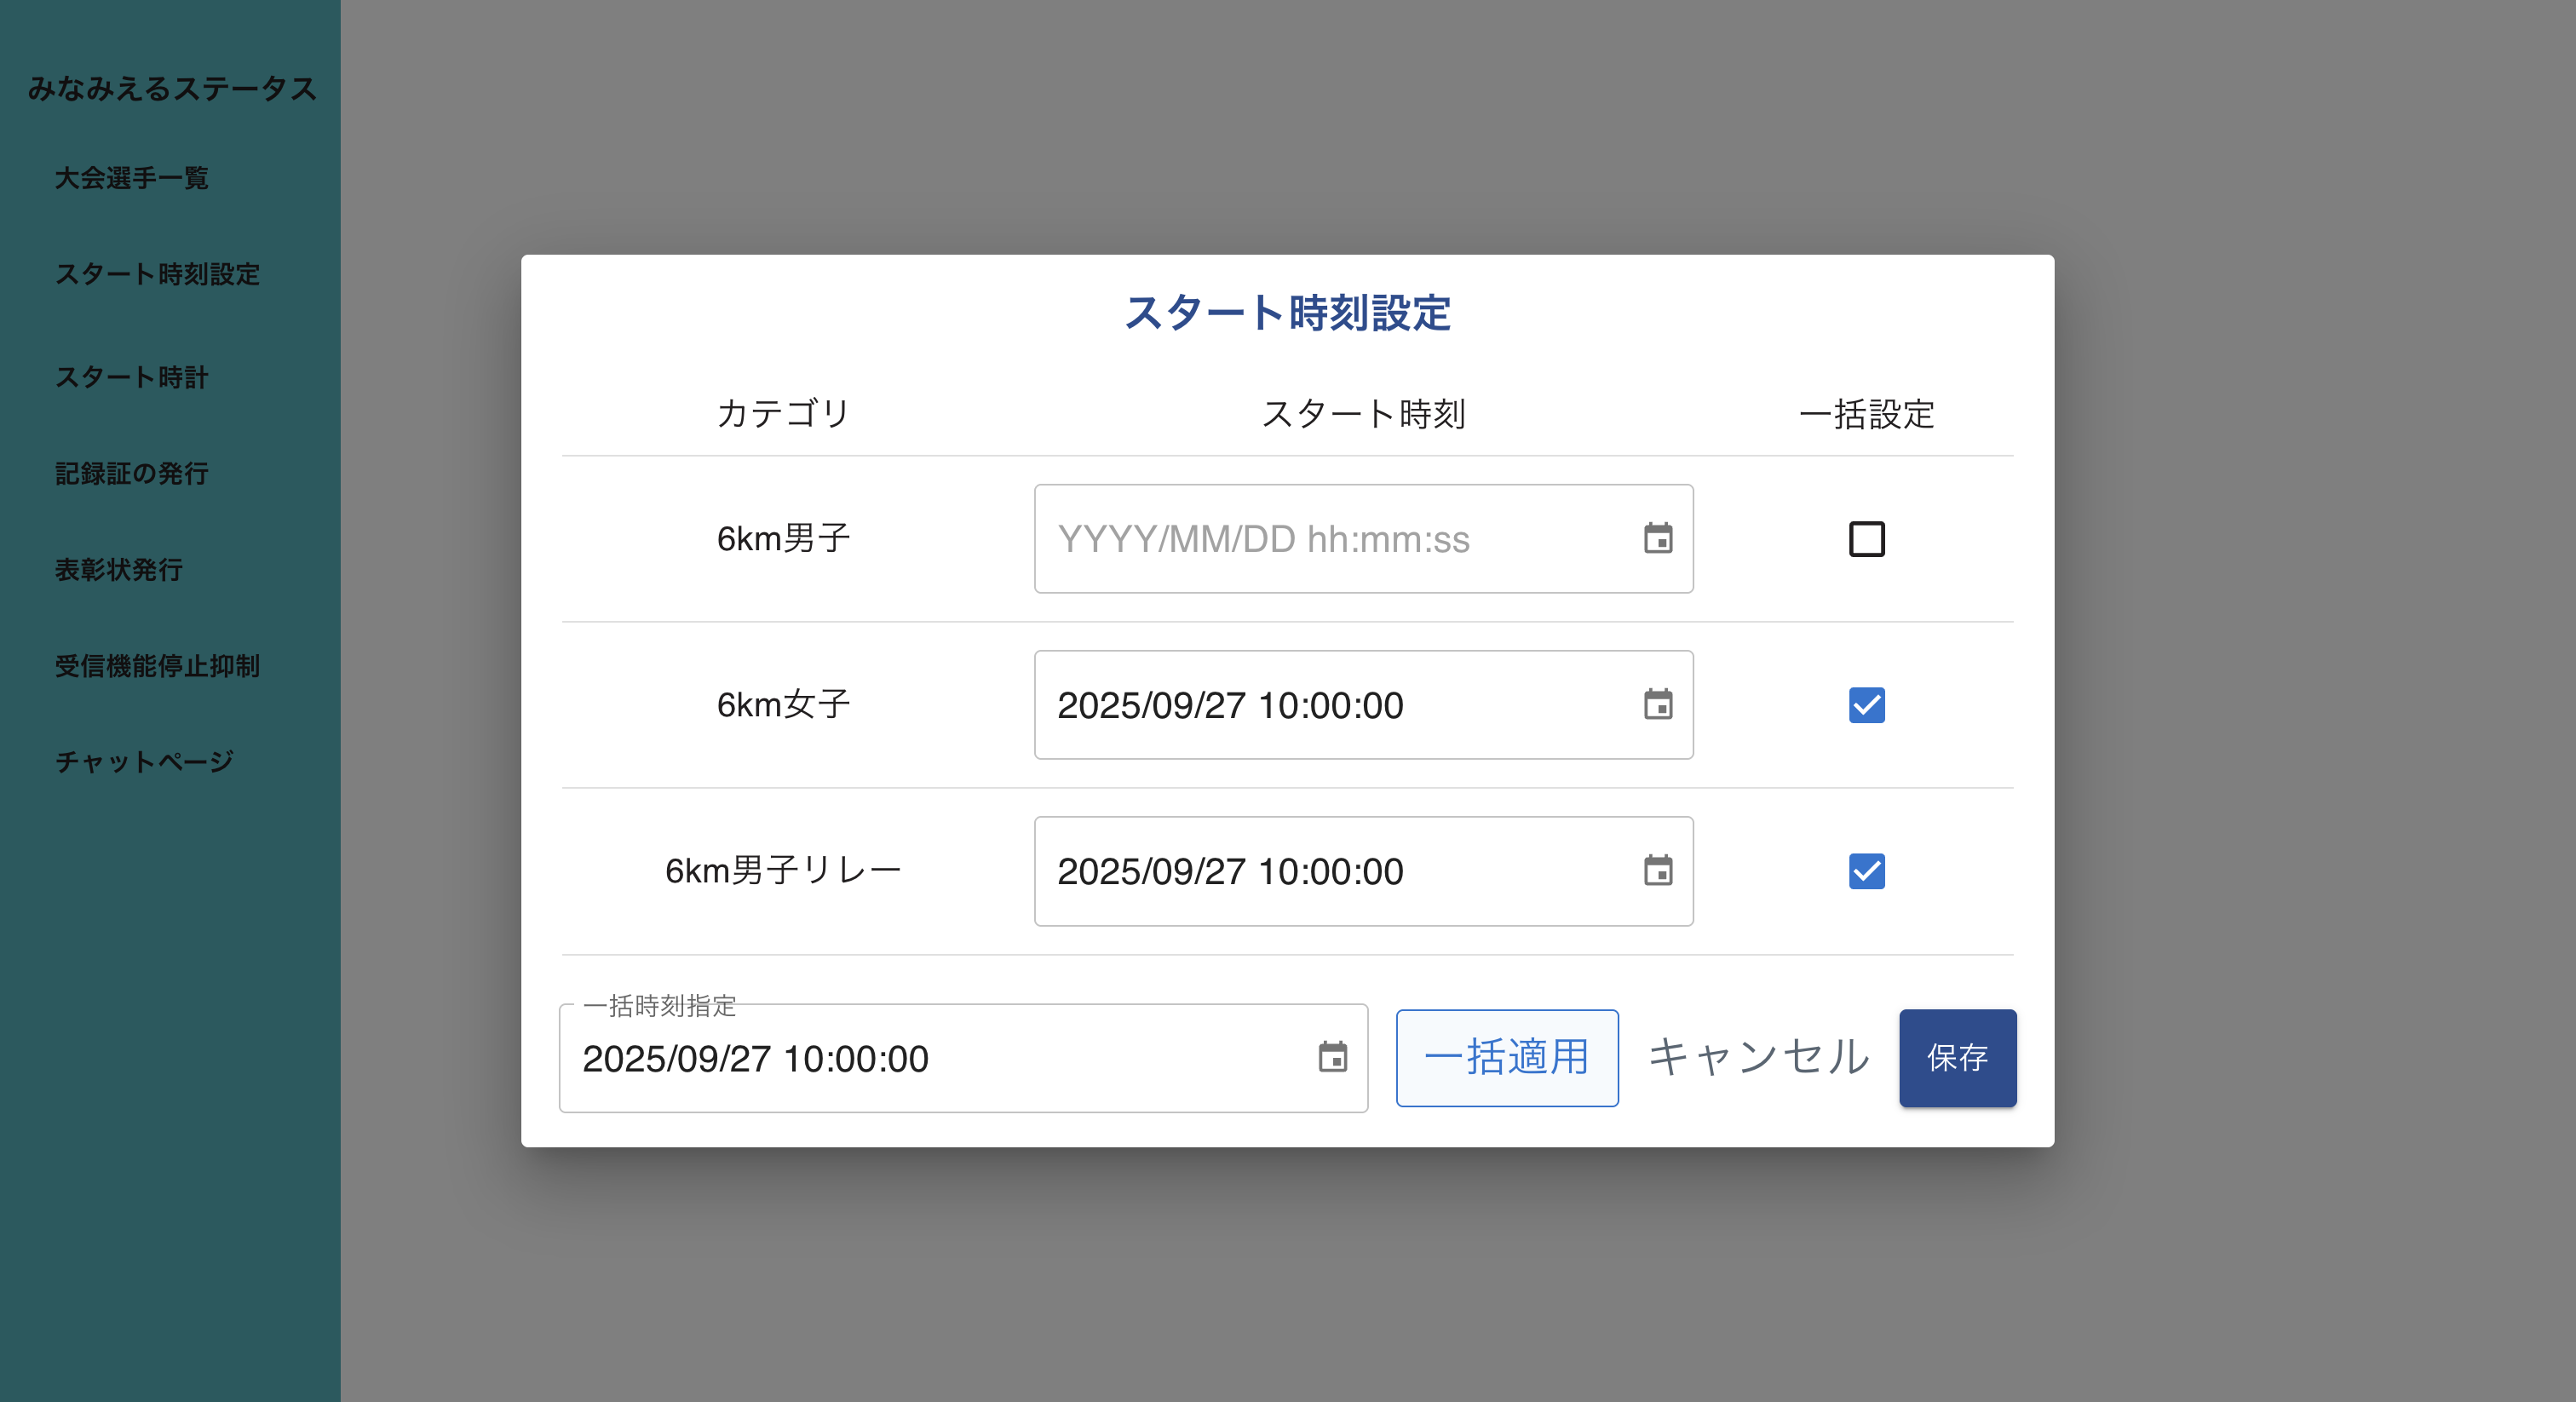 みなみえるステータス
大会選手一覧
スタート時刻設定
スタート時計
記録証の発行
表彰状発行
受信機能停止抑制
チャットページ
スタート時刻設定
カテゴリ スタート時刻 一括設定
6km男子 YYYY/MM/DD hh:mm:ss
6km女子 2025/09/27 10:00:00
6km男子リレー 2025/09/27 10:00:00
一括時刻指定
2025/09/27 10:00:00 一括適用 キャンセル 保存